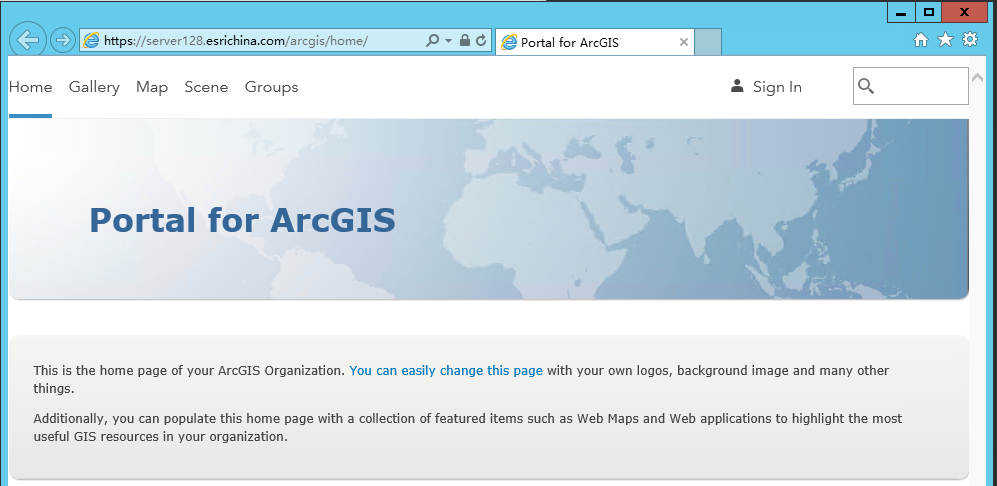 https://server128.esrichina.com/arcgis/home/
Portal for ArcGIS
Home Gallery Map Scene Groups Sign In
Portal for ArcGIS
This is the home page of your ArcGIS Organization. You can easily change this page with your own logos, background image and many other
things.
Additionally, you can populate this home page with a collection of featured items such as Web Maps and Web applications to highlight the most
useful GIS resources in your organization.